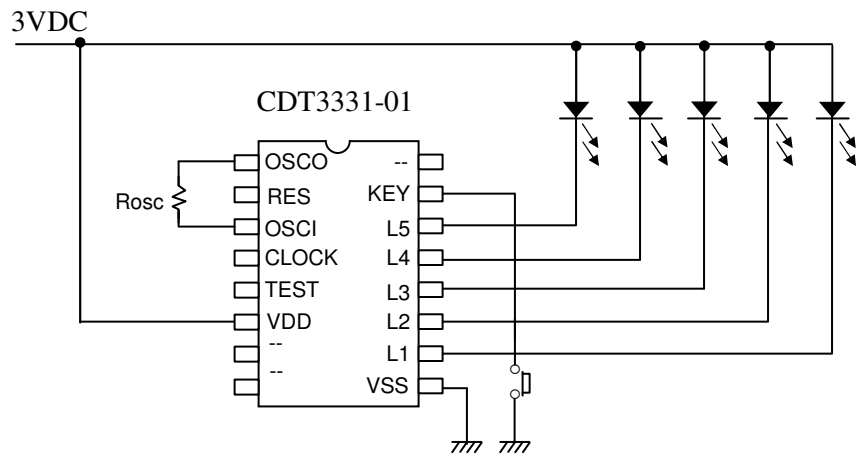 3VDC
CDT3331-01
OSCO
--
RES
KEY
Rosc
OSCI
L5
CLOCK
L4
TEST
L3
VDD
L2
--
L1
--
VSS